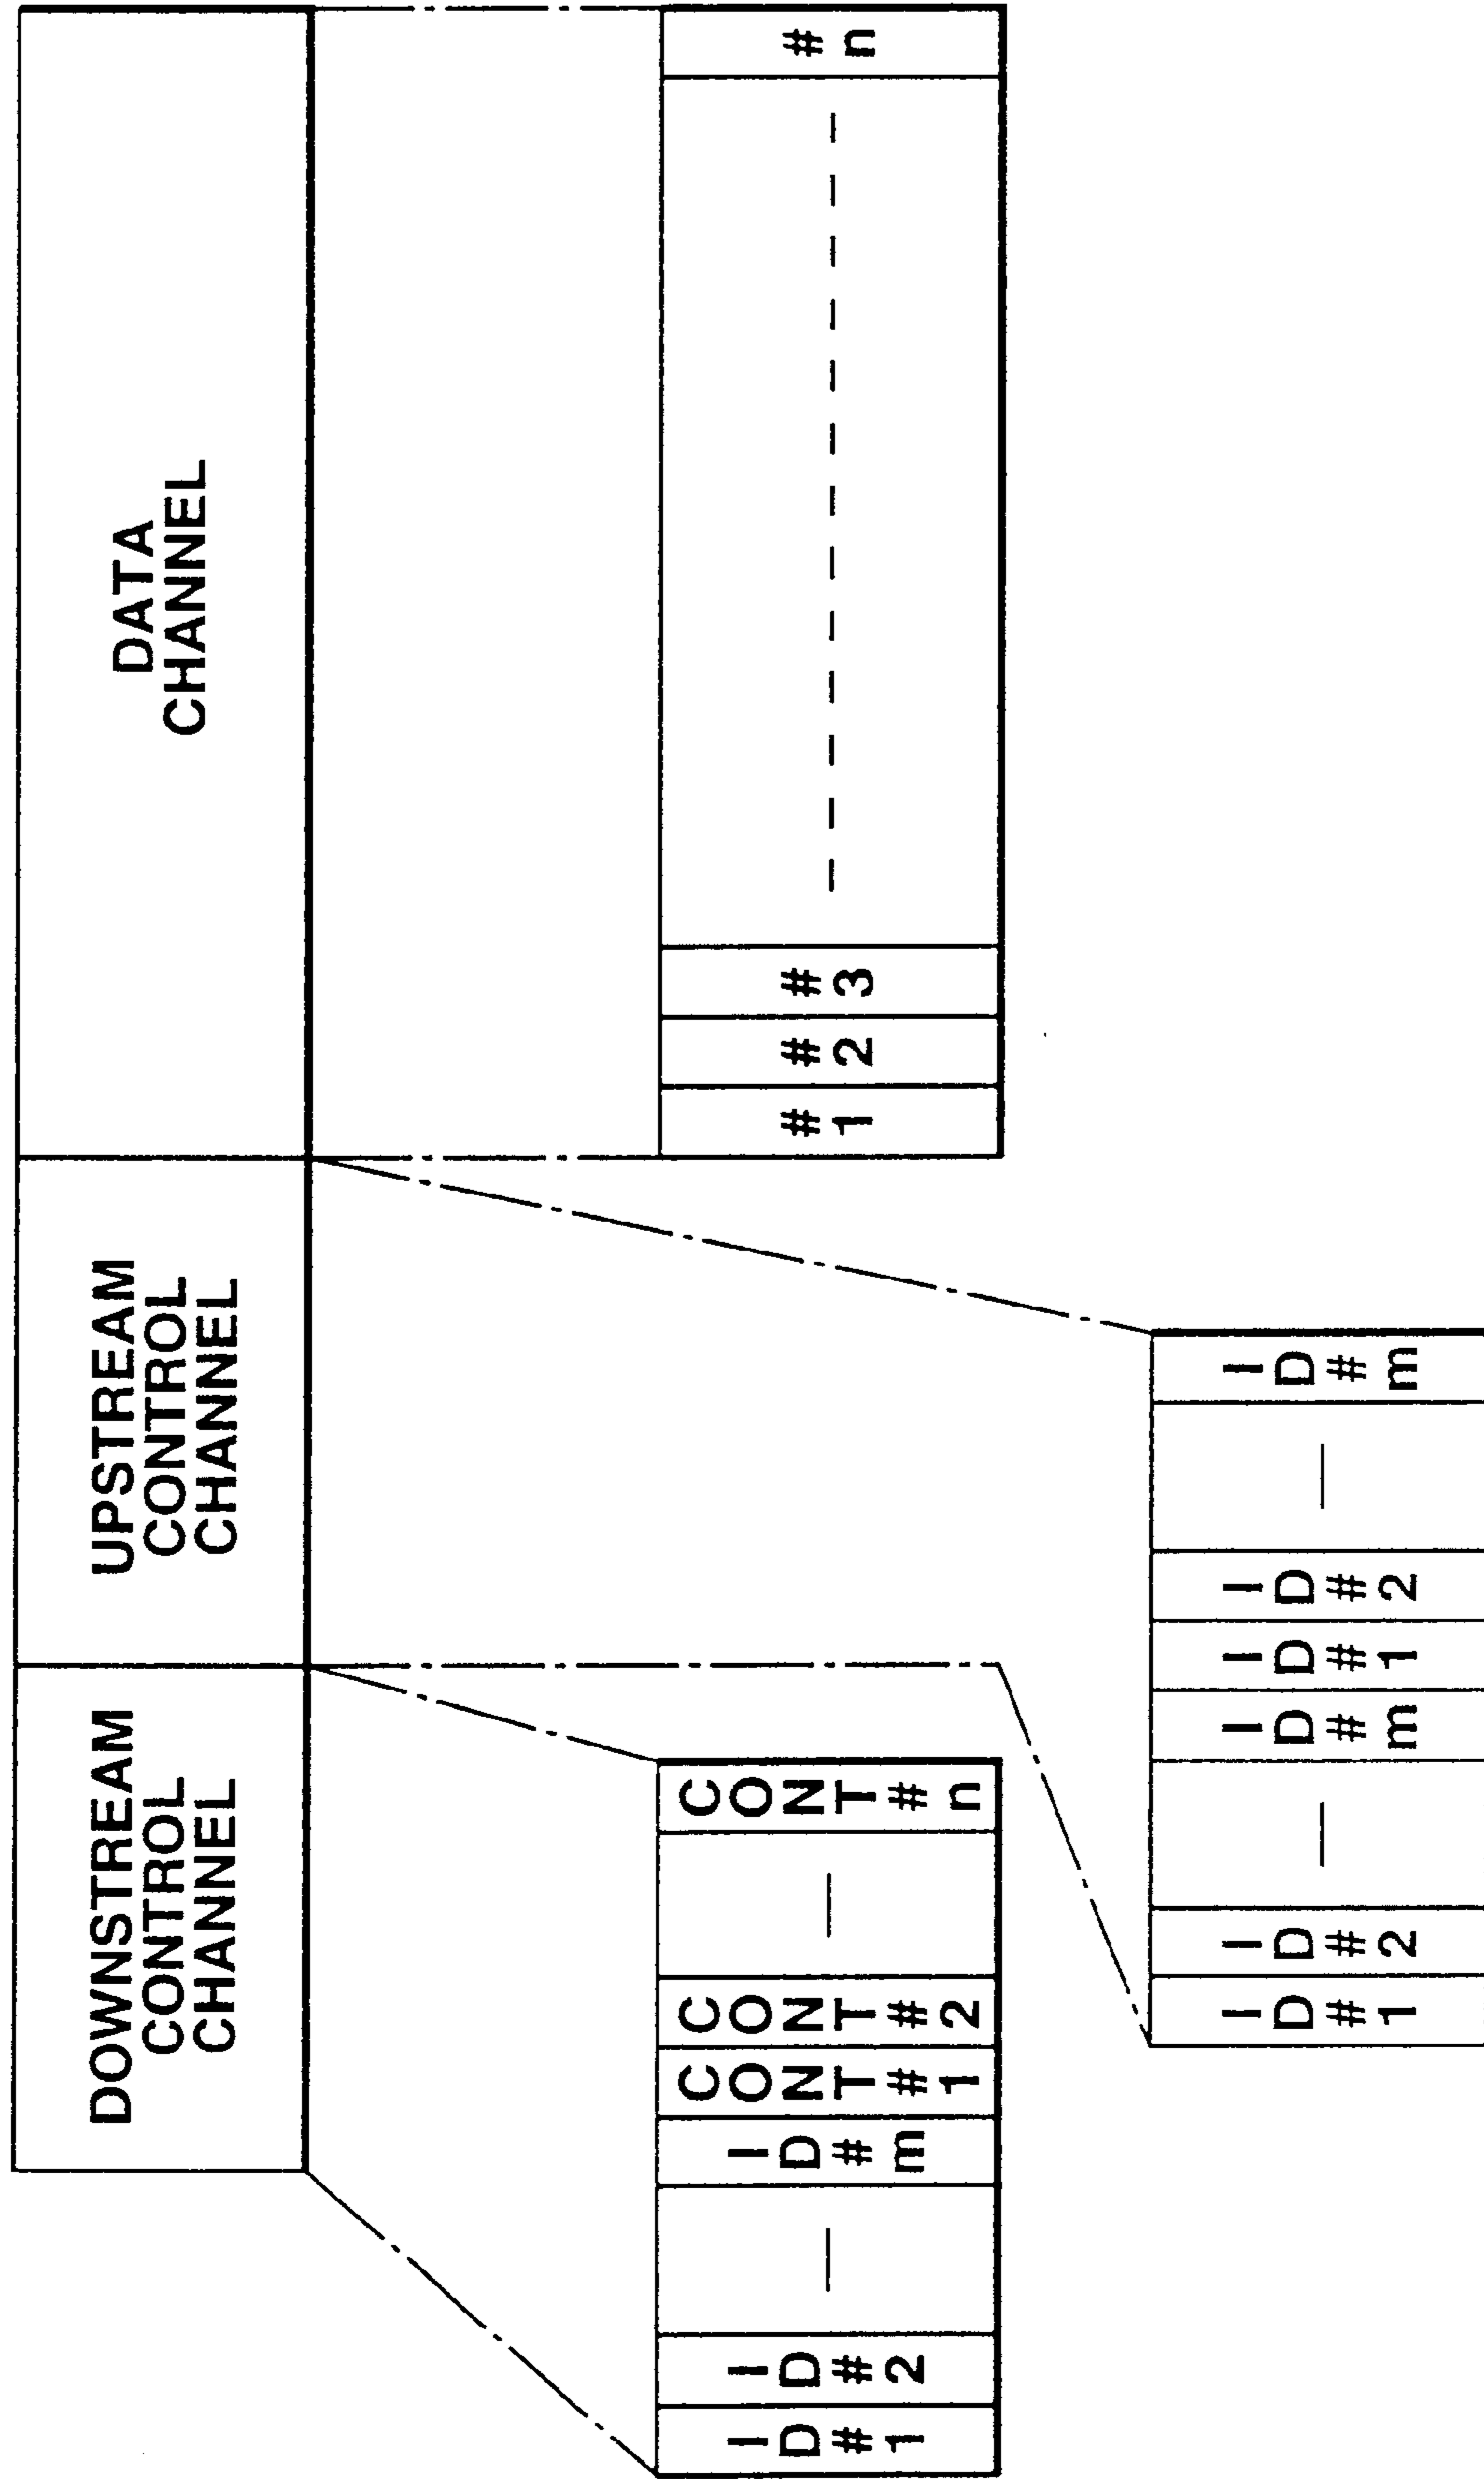 DOWNSTREAM
CONTROL
CHANNEL
UPSTREAM
CONTROL
CHANNEL
DATA
CHANNEL
ID#1
ID#2
—
ID#m
CONT#1
CONT#2
—
CONT#n
#1
#2
#3
— — — — — — — — — — — — —
#n
ID#1
ID#2
—
ID#m
ID#1
ID#2
—
ID#m